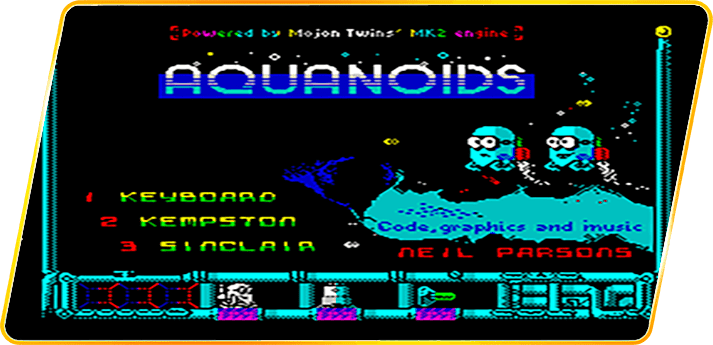 [Powered by Mojon Twins' MK2 engine]
AQUANOIDS
1 KEYBOARD
2 KEMPSTON
3 SINCLAIR
Code, graphics and music
NEIL PARSONS